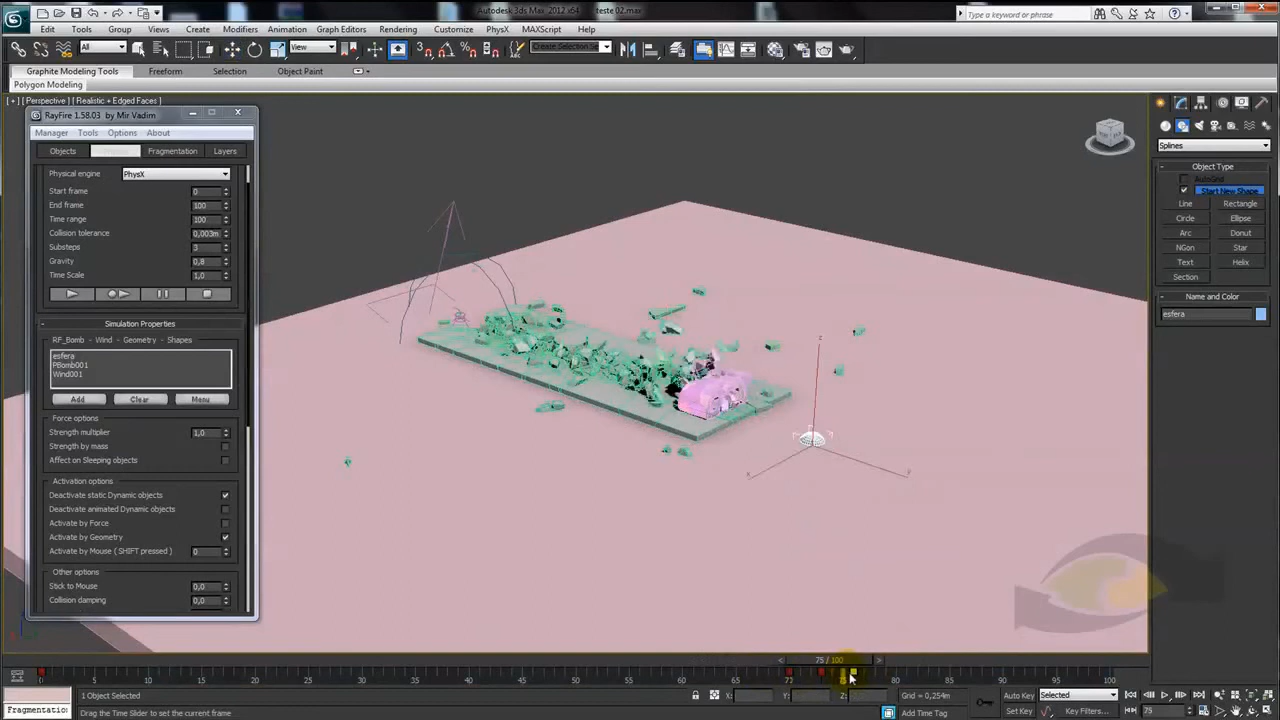 Autodesk 3ds Max 2012 x64 teste 02.max
Type a keyword or phrase
Edit Tools Group Views Create Modifiers Animation Graph Editors Rendering Customize PhysX MAXScript Help
All View Create Selection Se
Graphite Modeling Tools Freeform Selection Object Paint
Polygon Modeling
[ + ] [ Perspective ] [ Realistic + Edged Faces ]
RayFire 1.58.03 by Mir Vadim
Manager Tools Options About
Objects Fragmentation Layers
Physical engine PhysX
Start frame 0
End frame 100
Time range 100
Collision tolerance 0,003m
Substeps 3
Gravity 0,8
Time Scale 1,0
Simulation Properties
RF_Bomb - Wind - Geometry - Shapes
esfera
PBomb001
Wind001
Add Clear Menu
Force options
Strength multiplier 1,0
Strength by mass
Affect on Sleeping objects
Activation options
Deactivate static Dynamic objects
Deactivate animated Dynamic objects
Activate by Force
Activate by Geometry
Activate by Mouse ( SHIFT pressed ) 0
Other options
Stick to Mouse 0,0
Collision damping 0,0
z
x
y
Splines
Object Type
AutoGrid
Start New Shape
Line Rectangle
Circle Ellipse
Arc Donut
NGon Star
Text Helix
Section
Name and Color
esfera
75 / 100
0 5 10 15 20 25 30 35 40 45 50 55 60 65 70 75 80 85 90 95 100
1 Object Selected X: Y: Z: Grid = 0,254m Auto Key Selected
Fragmentatio Drag the Time Slider to set the current frame Add Time Tag Set Key Key Filters... 75